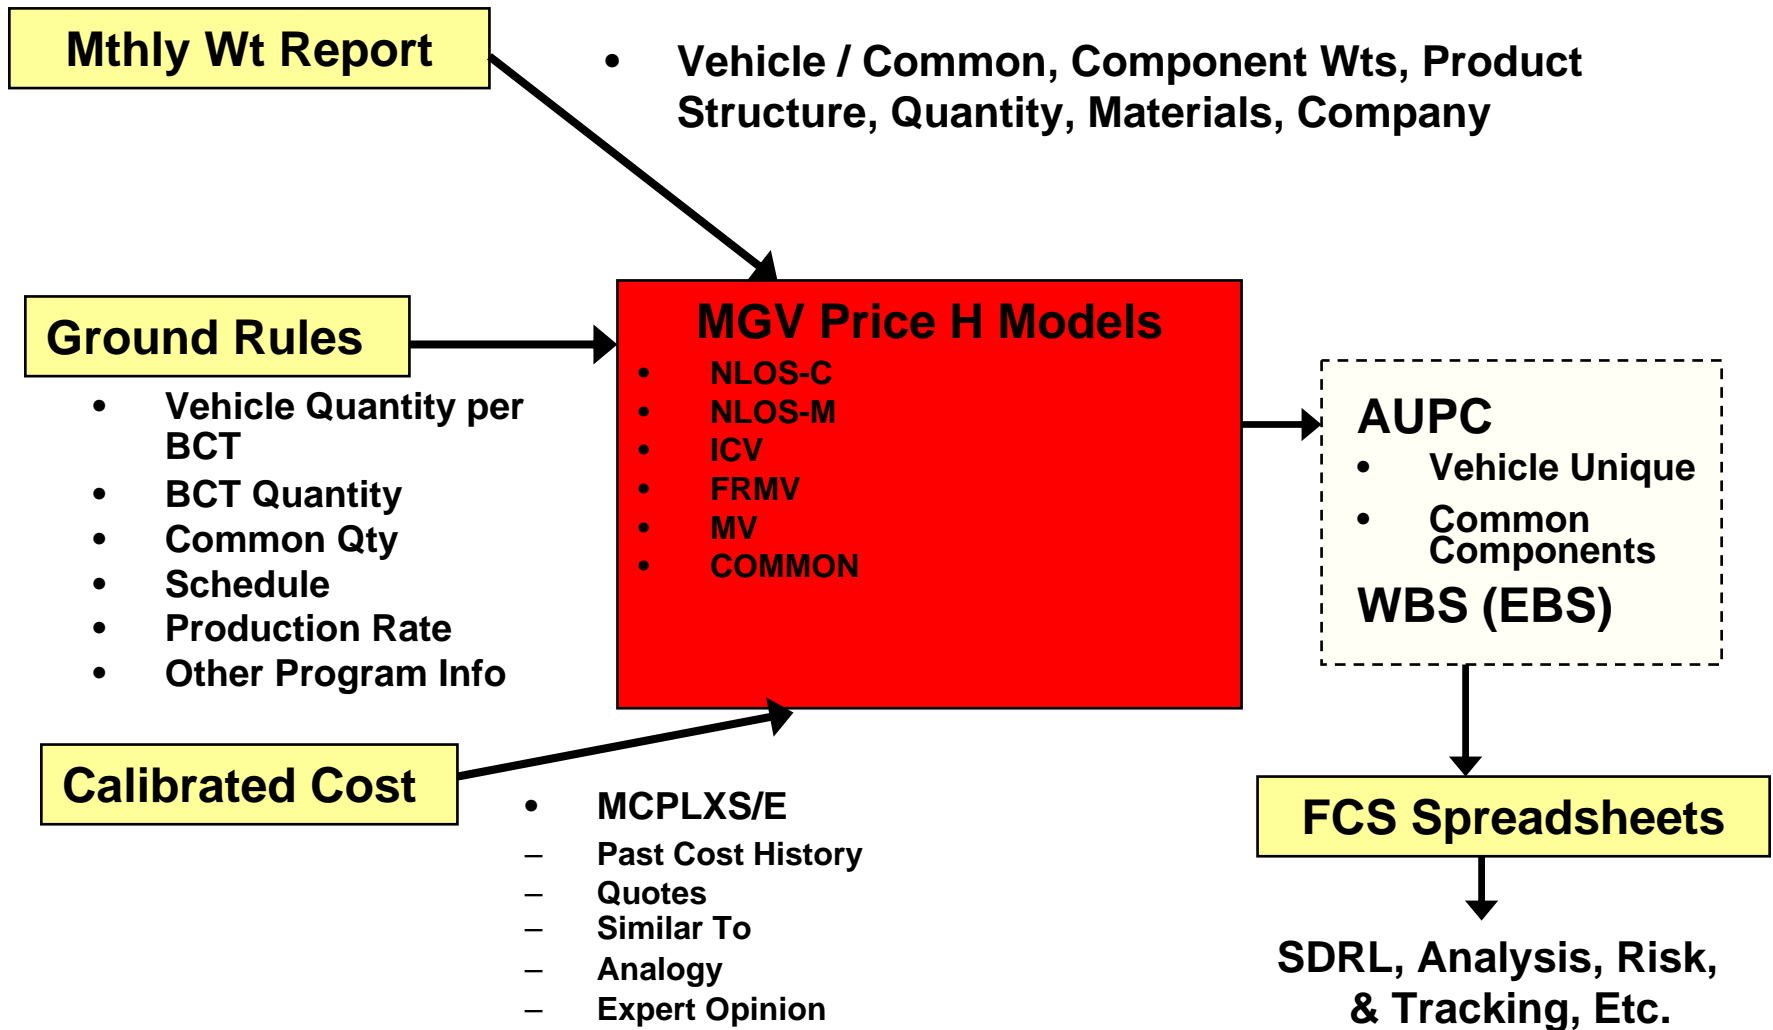 Mthly Wt Report
• Vehicle / Common, Component Wts, Product
Structure, Quantity, Materials, Company
Ground Rules
• Vehicle Quantity per
BCT
• BCT Quantity
• Common Qty
• Schedule
• Production Rate
• Other Program Info
MGV Price H Models
• NLOS-C
• NLOS-M
• ICV
• FRMV
• MV
• COMMON
AUPC
• Vehicle Unique
• Common
Components
WBS (EBS)
Calibrated Cost
• MCPLXS/E
– Past Cost History
– Quotes
– Similar To
– Analogy
– Expert Opinion
FCS Spreadsheets
SDRL, Analysis, Risk,
& Tracking, Etc.